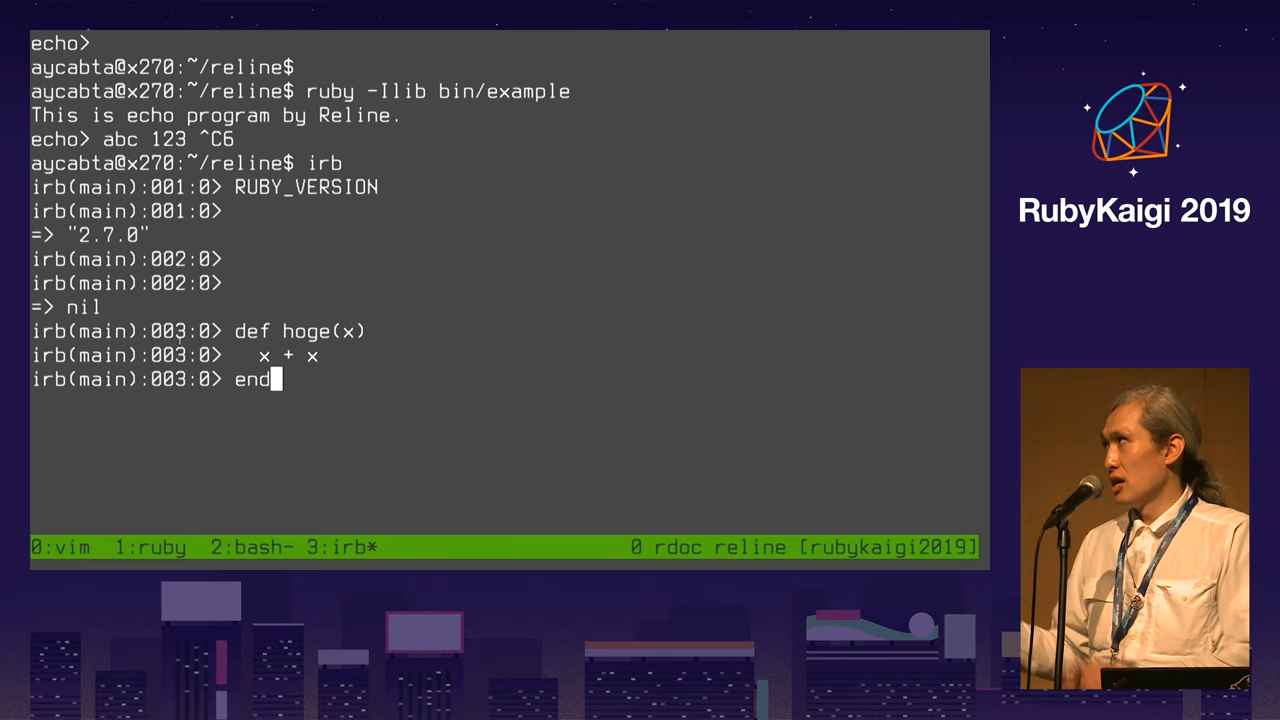 echo>
aycabta@x270:~/reline$
aycabta@x270:~/reline$ ruby -Ilib bin/example
This is echo program by Reline.
echo> abc 123 ^C6
aycabta@x270:~/reline$ irb
irb(main):001:0> RUBY_VERSION
irb(main):001:0>
=> "2.7.0"
irb(main):002:0>
irb(main):002:0>
=> nil
irb(main):003:0> def hoge(x)
irb(main):003:0>   x + x
irb(main):003:0> end
0:vim  1:ruby  2:bash- 3:irb*
0 rdoc reline [rubykaigi2019]
RubyKaigi 2019